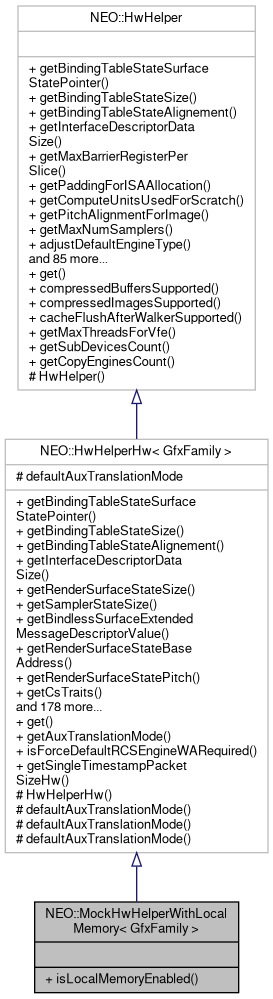 NEO::HwHelper
+ getBindingTableStateSurface
StatePointer()
+ getBindingTableStateSize()
+ getBindingTableStateAlignement()
+ getInterfaceDescriptorData
Size()
+ getMaxBarrierRegisterPer
Slice()
+ getPaddingForISAAllocation()
+ getComputeUnitsUsedForScratch()
+ getPitchAlignmentForImage()
+ getMaxNumSamplers()
+ adjustDefaultEngineType()
and 85 more...
+ get()
+ compressedBuffersSupported()
+ compressedImagesSupported()
+ cacheFlushAfterWalkerSupported()
+ getMaxThreadsForVfe()
+ getSubDevicesCount()
+ getCopyEnginesCount()
# HwHelper()
NEO::HwHelperHw< GfxFamily >
# defaultAuxTranslationMode
+ getBindingTableStateSurface
StatePointer()
+ getBindingTableStateSize()
+ getBindingTableStateAlignement()
+ getInterfaceDescriptorData
Size()
+ getRenderSurfaceStateSize()
+ getSamplerStateSize()
+ getBindlessSurfaceExtended
MessageDescriptorValue()
+ getRenderSurfaceStateBase
Address()
+ getRenderSurfaceStatePitch()
+ getCsTraits()
and 178 more...
+ get()
+ getAuxTranslationMode()
+ isForceDefaultRCSEngineWARequired()
+ getSingleTimestampPacket
SizeHw()
# HwHelperHw()
# defaultAuxTranslationMode()
# defaultAuxTranslationMode()
# defaultAuxTranslationMode()
NEO::MockHwHelperWithLocal
Memory< GfxFamily >
+ isLocalMemoryEnabled()